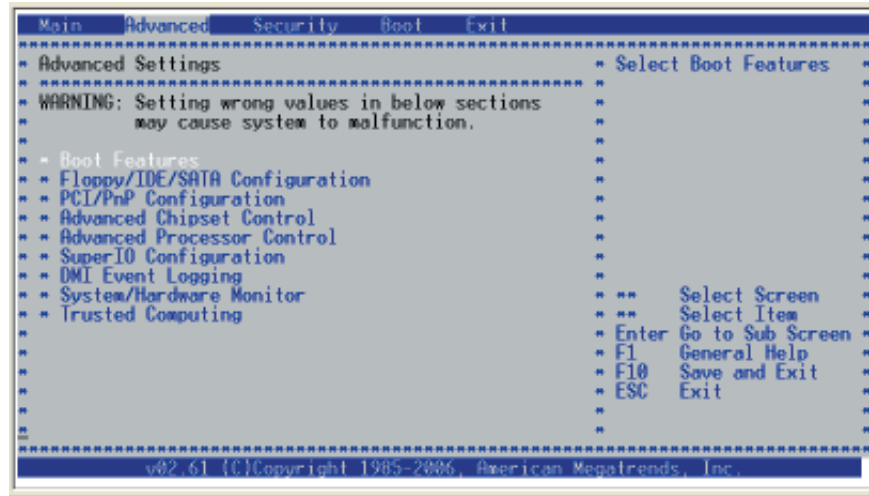 Main Advanced Security Boot Exit
Advanced Settings
WARNING: Setting wrong values in below sections
may cause system to malfunction.
Boot Features
Floppy/IDE/SATA Configuration
PCI/PnP Configuration
Advanced Chipset Control
Advanced Processor Control
SuperIO Configuration
DMI Event Logging
System/Hardware Monitor
Trusted Computing
Select Boot Features
** Select Screen
** Select Item
Enter Go to Sub Screen
F1 General Help
F10 Save and Exit
ESC Exit
v02.61 (C)Copyright 1985-2006, American Megatrends, Inc.